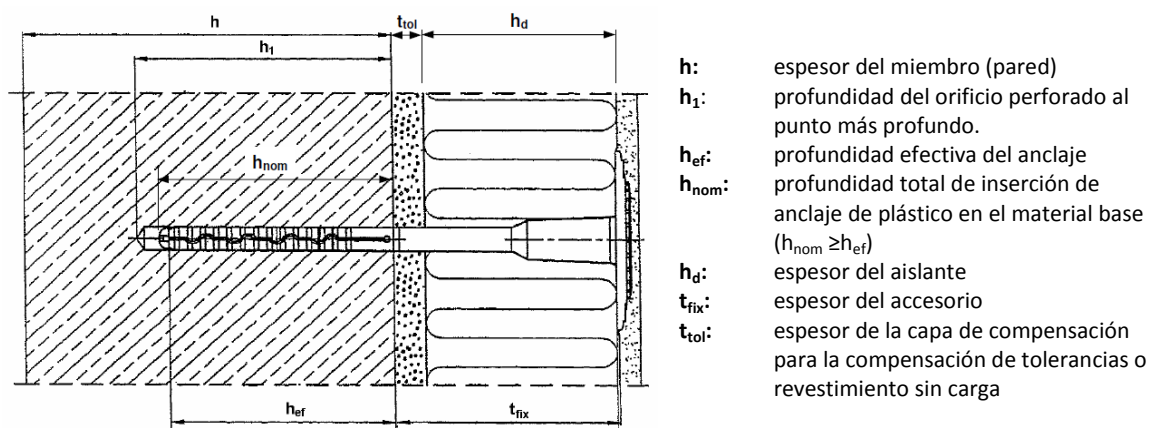 h
t_tol
h_d
h_1
h_nom
h_ef
t_fix
h: espesor del miembro (pared)
h_1: profundidad del orificio perforado al
punto más profundo.
h_ef: profundidad efectiva del anclaje
h_nom: profundidad total de inserción de
anclaje de plástico en el material base
(h_nom ≥h_ef)
h_d: espesor del aislante
t_fix: espesor del accesorio
t_tol: espesor de la capa de compensación
para la compensación de tolerancias o
revestimiento sin carga